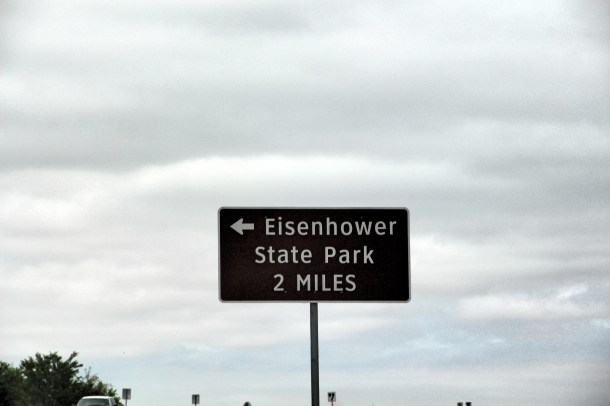 ← Eisenhower
State Park
2 MILES